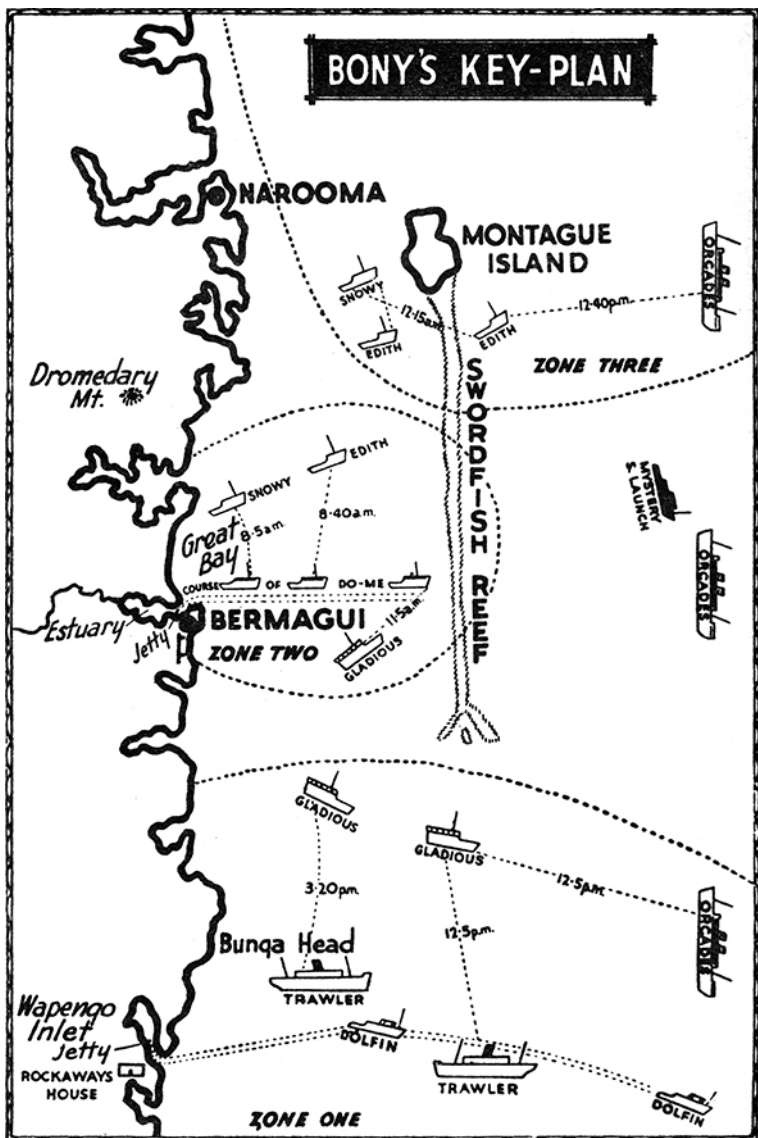 BONY'S KEY-PLAN
NAROOMA
MONTAGUE
ISLAND
ORCADES
SNOWY
12·15a.m.
EDITH
EDITH
12·40p.m.
ZONE THREE
Dromedary
Mt.
SWORDFISH REEF
EDITH
SNOWY
8·40a.m.
8·5a.m.
Great
Bay
MYSTERY
& LAUNCH
ORCADES
COURSE OF DO-ME
Estuary
Jetty
BERMAGUI
11·5a.m.
GLADIOUS
ZONE TWO
GLADIOUS
GLADIOUS
3·20p.m.
12·5p.m.
12·5p.m.
ORCADES
Bunga Head
TRAWLER
Wapengo
Inlet
Jetty
DOLFIN
ROCKAWAYS
HOUSE
TRAWLER
DOLFIN
ZONE ONE